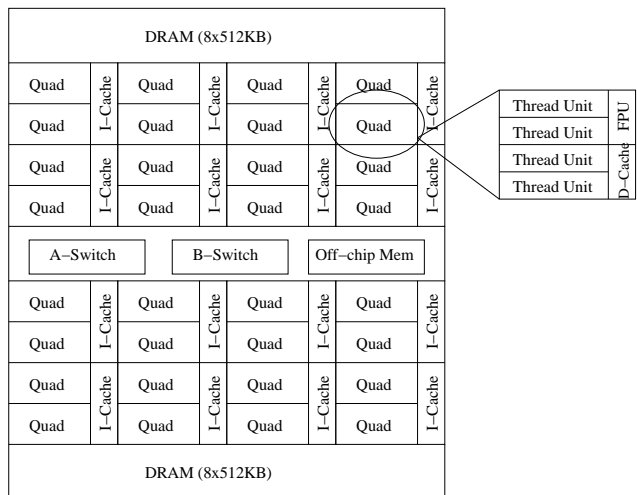 DRAM (8x512KB)
Quad Quad Quad Quad
I−Cache I−Cache I−Cache I−Cache
Quad Quad Quad Quad
Quad Quad Quad Quad
I−Cache I−Cache I−Cache I−Cache
Quad Quad Quad Quad
A−Switch B−Switch Off−chip Mem
Quad Quad Quad Quad
I−Cache I−Cache I−Cache I−Cache
Quad Quad Quad Quad
Quad Quad Quad Quad
I−Cache I−Cache I−Cache I−Cache
Quad Quad Quad Quad
DRAM (8x512KB)
Thread Unit
Thread Unit
FPU
Thread Unit
Thread Unit
D−Cache